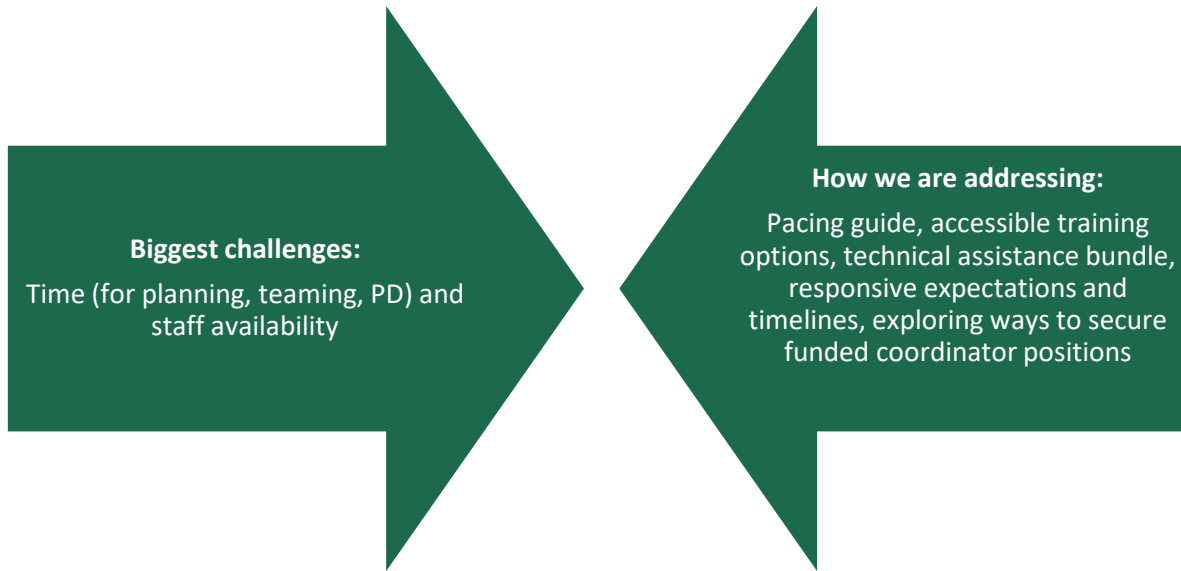 Biggest challenges:
Time (for planning, teaming, PD) and
staff availability
How we are addressing:
Pacing guide, accessible training
options, technical assistance bundle,
responsive expectations and
timelines, exploring ways to secure
funded coordinator positions